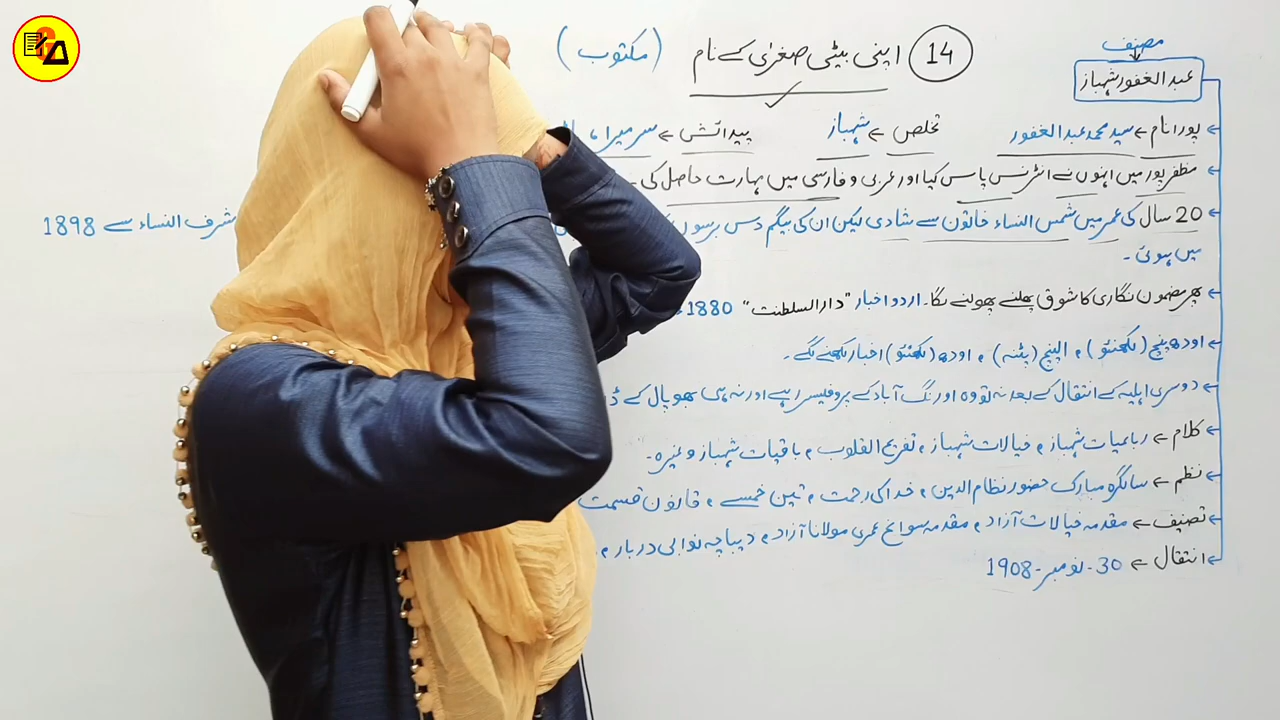 14 اپنی بیٹی صغریٰ کے نام (مکتوب)
مصنف
عبدالغفور شہباز
پورا نام ← سید محمد عبدالغفور تخلص ← شہباز پیدائش ← سرمیرا،
مظفر پور میں انہوں نے انٹرنس پاس کیا اور عربی و فارسی میں مہارت حاصل کی۔
20 سال کی عمر میں شمس النساء خاتون سے شادی لیکن ان کی بیگم دس برسوں شرف النساء سے 1898
میں ہوئی۔
پھر مضمون نگاری کا شوق پھلنے پھولنے لگا۔ اردو اخبار "دارالسلطنت" 1880
اودھ پنچ (لکھنئو)، الپنچ (پٹنہ)، اودھ (لکھنئو) اخبار لکھنے لگے۔
دوسری اہلیہ کے انتقال کے بعد نہ تو وہ اورنگ آباد کے پروفیسر رہے اور نہ ہی بھوپال کے
کلام ← رباعیات شہباز، خیالات شہباز، تفریح القلوب، باقیات شہباز وغیرہ۔
نظم ← سالگرہ مبارک حضور نظام الدین، خدا کی رحمت، تین خمسے، قانون قسمت
تصنیف ← مقدمہ خیالات آزاد، مقدمہ سوانح عمری مولانا آزاد، دیباچہ نوابی دربار،
انتقال ← 30-نومبر-1908